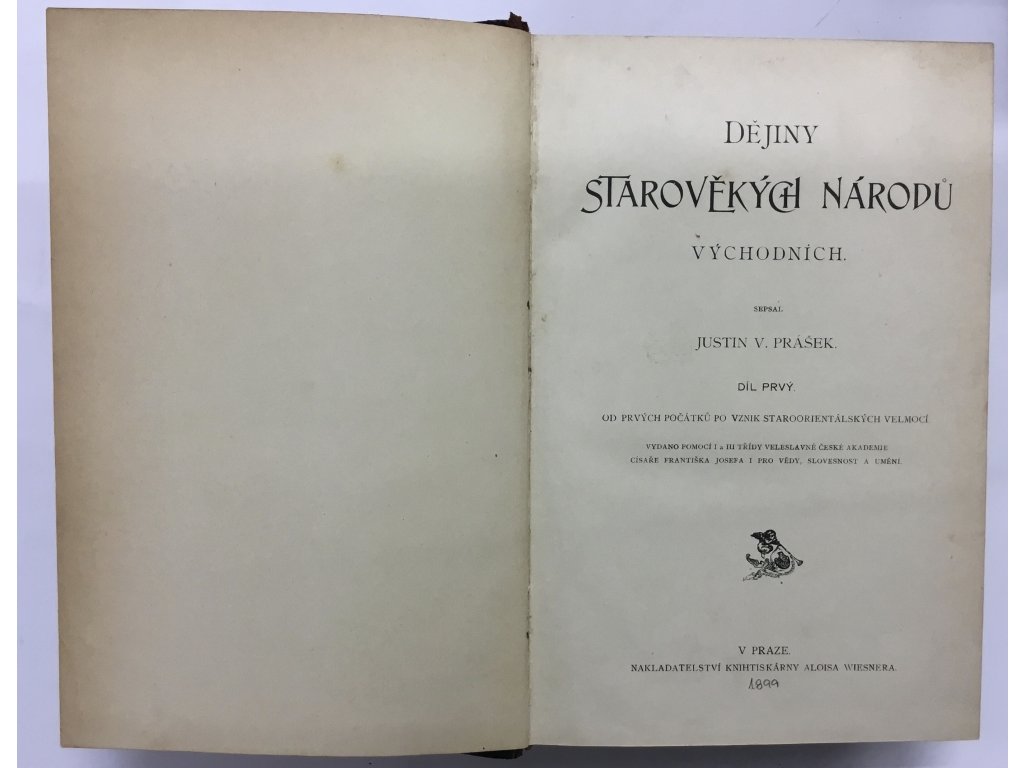 DĚJINY
STAROVĚKÝCH NÁRODŮ
VÝCHODNÍCH.
SEPSAL
JUSTIN V. PRÁŠEK.
DÍL PRVÝ.
OD PRVÝCH POČÁTKŮ PO VZNIK STAROORIENTÁLSKÝCH VELMOCÍ.
VYDÁNO POMOCÍ I a III TŘÍDY VELESLAVNÉ ČESKÉ AKADEMIE
CÍSAŘE FRANTIŠKA JOSEFA I PRO VĚDY, SLOVESNOST A UMĚNÍ.
V PRAZE.
NAKLADATELSTVÍ KNIHTISKÁRNY ALOISA WIESNERA.
1899